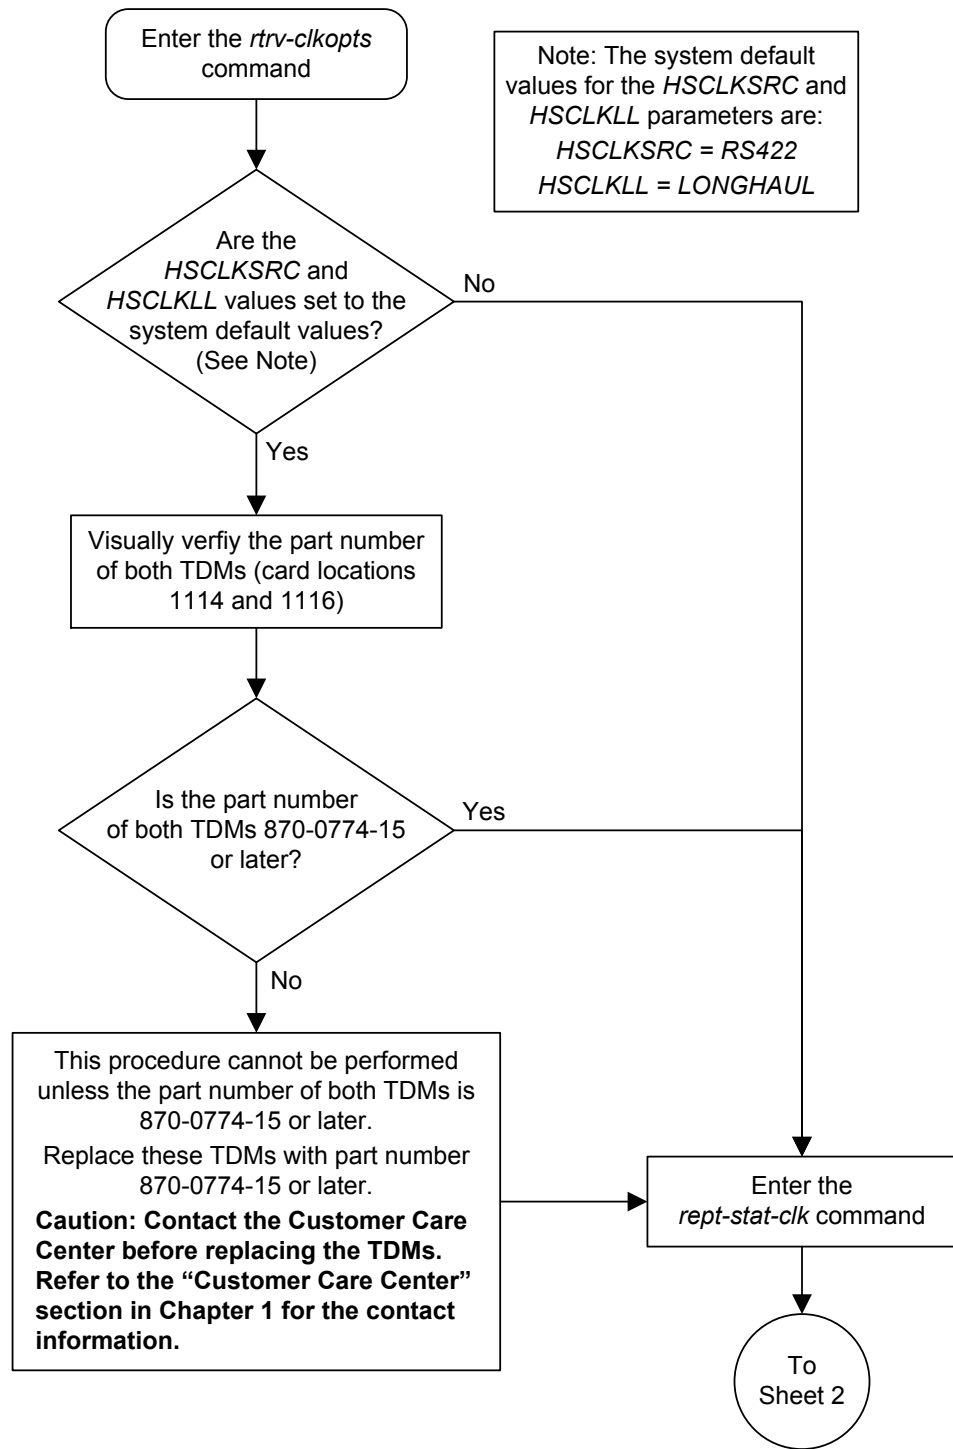 Enter the rtrv-clkopts
command
Note: The system default
values for the HSCLKSRC and
HSCLKLL parameters are:
HSCLKSRC = RS422
HSCLKLL = LONGHAUL
Are the
HSCLKSRC and
HSCLKLL values set to the
system default values?
(See Note)
No
Yes
Visually verfiy the part number
of both TDMs (card locations
1114 and 1116)
Is the part number
of both TDMs 870-0774-15
or later?
Yes
No
This procedure cannot be performed
unless the part number of both TDMs is
870-0774-15 or later.
Replace these TDMs with part number
870-0774-15 or later.
Caution: Contact the Customer Care
Center before replacing the TDMs.
Refer to the “Customer Care Center”
section in Chapter 1 for the contact
information.
Enter the
rept-stat-clk command
To
Sheet 2